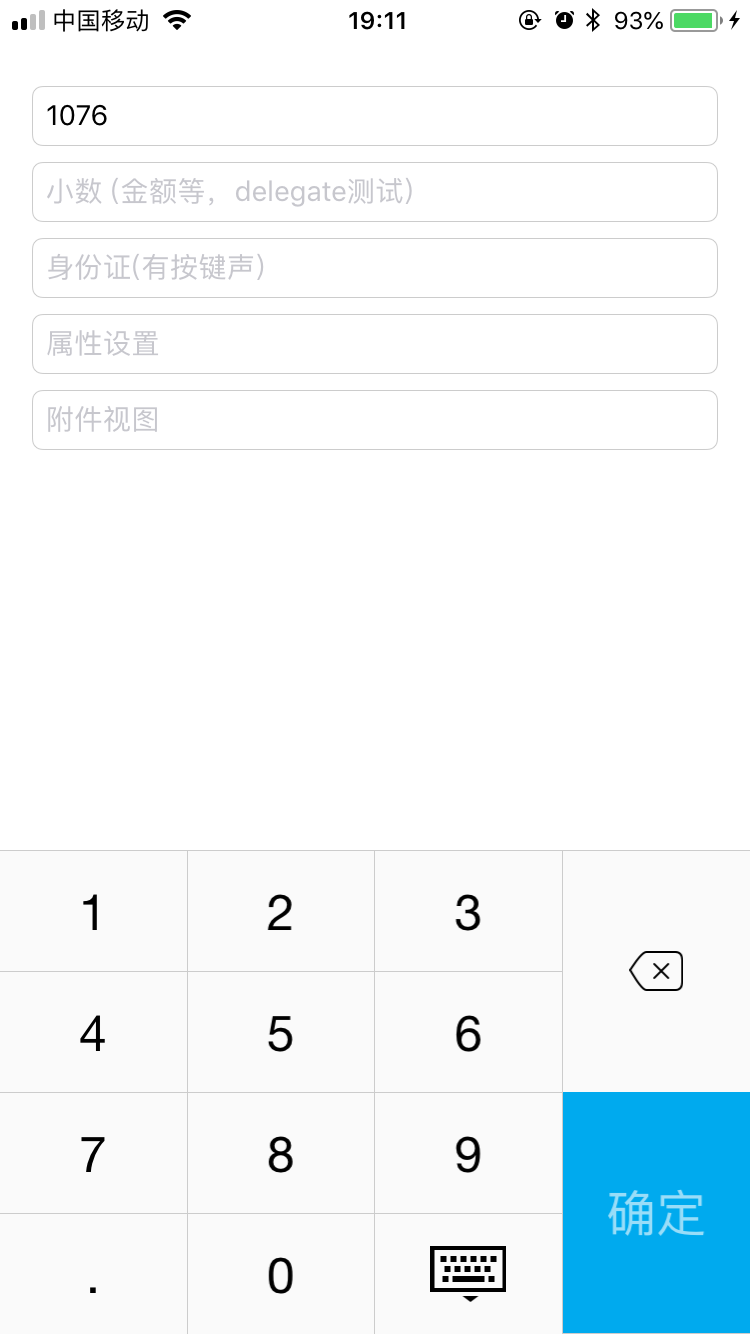 中国移动 19:11 93%
1076
小数 (金额等，delegate测试)
身份证(有按键声)
属性设置
附件视图
1 2 3
4 5 6
7 8 9
确定
. 0